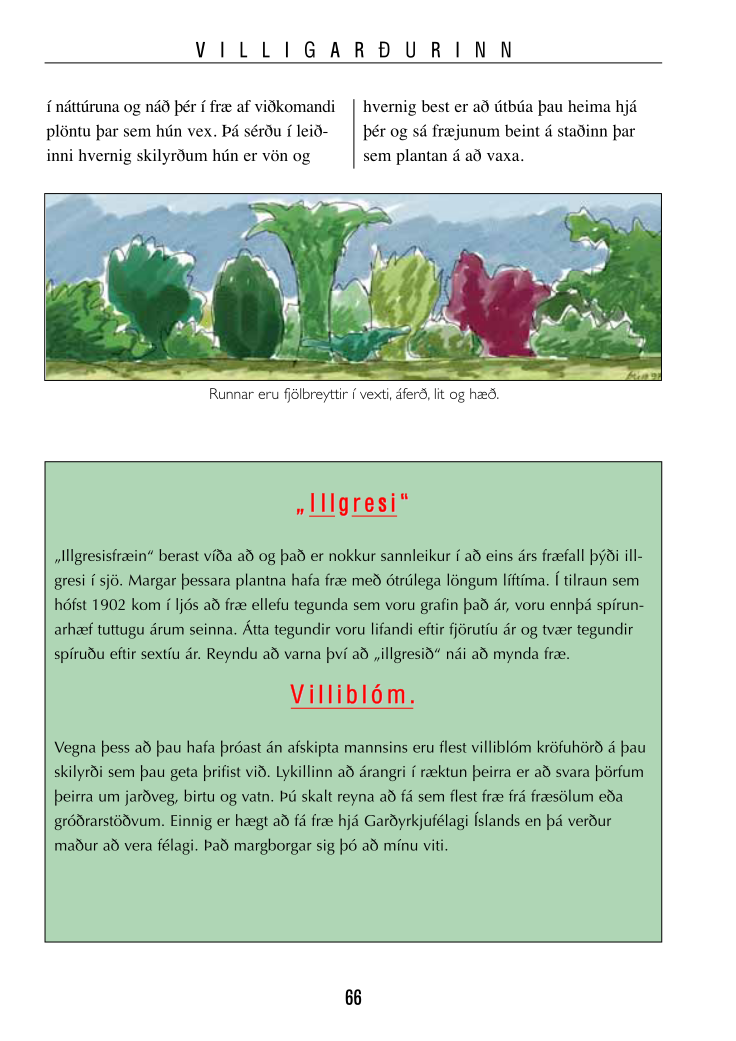 VILLIGARÐURINN
í náttúruna og náð þér í fræ af viðkomandi
plöntu þar sem hún vex. Þá sérðu í leið-
inni hvernig skilyrðum hún er vön og
hvernig best er að útbúa þau heima hjá
þér og sá fræjunum beint á staðinn þar
sem plantan á að vaxa.
Runnar eru fjölbreyttir í vexti, áferð, lit og hæð.
„Illgresi“
„Illgresisfræin“ berast víða að og það er nokkur sannleikur í að eins árs fræfall þýði ill-
gresi í sjö. Margar þessara plantna hafa fræ með ótrúlega löngum líftíma. Í tilraun sem
hófst 1902 kom í ljós að fræ ellefu tegunda sem voru grafin það ár, voru ennþá spírun-
arhæf tuttugu árum seinna. Átta tegundir voru lifandi eftir fjörutíu ár og tvær tegundir
spíruðu eftir sextíu ár. Reyndu að varna því að „illgresið“ nái að mynda fræ.
Villiblóm.
Vegna þess að þau hafa þróast án afskipta mannsins eru flest villiblóm kröfuhörð á þau
skilyrði sem þau geta þrifist við. Lykillinn að árangri í ræktun þeirra er að svara þörfum
þeirra um jarðveg, birtu og vatn. Þú skalt reyna að fá sem flest fræ frá fræsölum eða
gróðrarstöðvum. Einnig er hægt að fá fræ hjá Garðyrkjufélagi Íslands en þá verður
maður að vera félagi. Það margborgar sig þó að mínu viti.
66